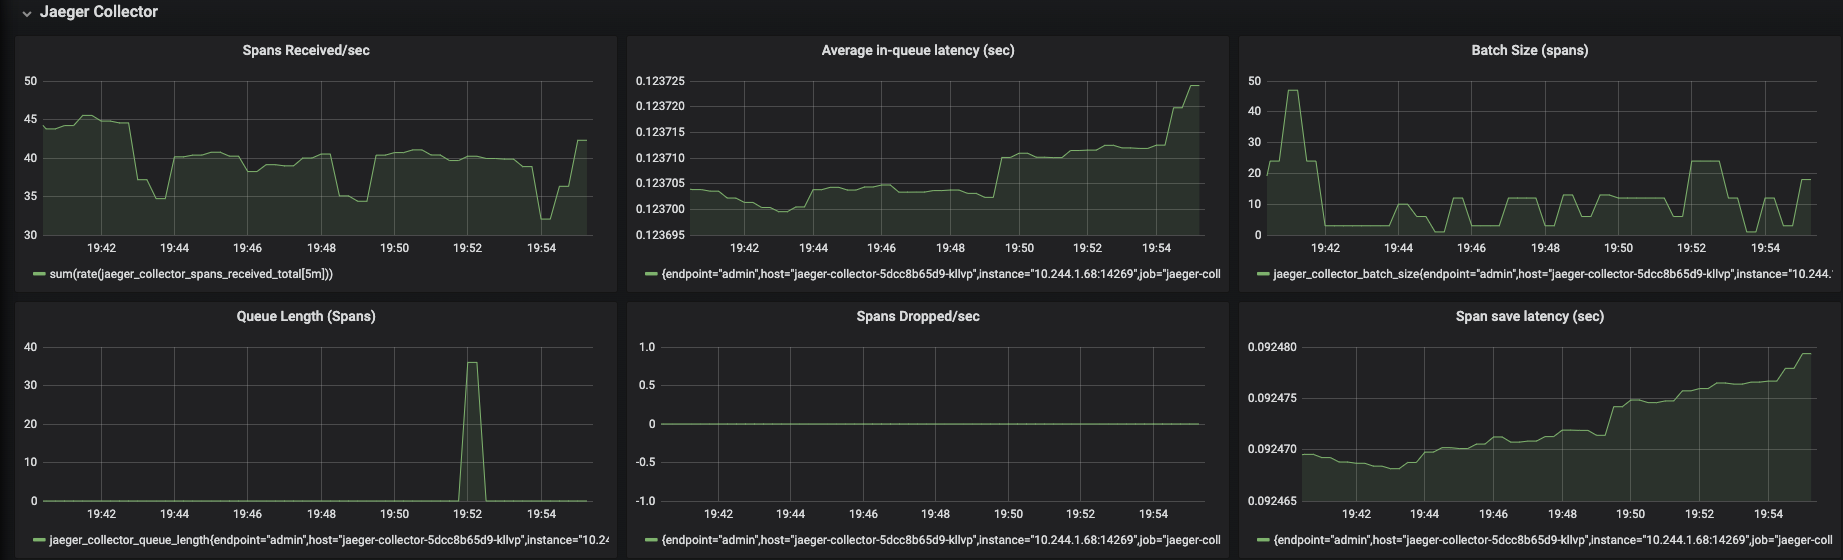 Jaeger Collector
Spans Received/sec
50
45
40
35
30
19:42 19:44 19:46 19:48 19:50 19:52 19:54
sum(rate(jaeger_collector_spans_received_total[5m]))
Average in-queue latency (sec)
0.123725
0.123720
0.123715
0.123710
0.123705
0.123700
0.123695
19:42 19:44 19:46 19:48 19:50 19:52 19:54
{endpoint="admin",host="jaeger-collector-5dcc8b65d9-kllvp",instance="10.244.1.68:14269",job="jaeger-coll
Batch Size (spans)
50
40
30
20
10
0
19:42 19:44 19:46 19:48 19:50 19:52 19:54
jaeger_collector_batch_size{endpoint="admin",host="jaeger-collector-5dcc8b65d9-kllvp",instance="10.244.
Queue Length (Spans)
40
30
20
10
0
19:42 19:44 19:46 19:48 19:50 19:52 19:54
jaeger_collector_queue_length{endpoint="admin",host="jaeger-collector-5dcc8b65d9-kllvp",instance="10.24
Spans Dropped/sec
1.0
0.5
0
-0.5
-1.0
19:42 19:44 19:46 19:48 19:50 19:52 19:54
{endpoint="admin",host="jaeger-collector-5dcc8b65d9-kllvp",instance="10.244.1.68:14269",job="jaeger-coll
Span save latency (sec)
0.092480
0.092475
0.092470
0.092465
19:42 19:44 19:46 19:48 19:50 19:52 19:54
{endpoint="admin",host="jaeger-collector-5dcc8b65d9-kllvp",instance="10.244.1.68:14269",job="jaeger-coll